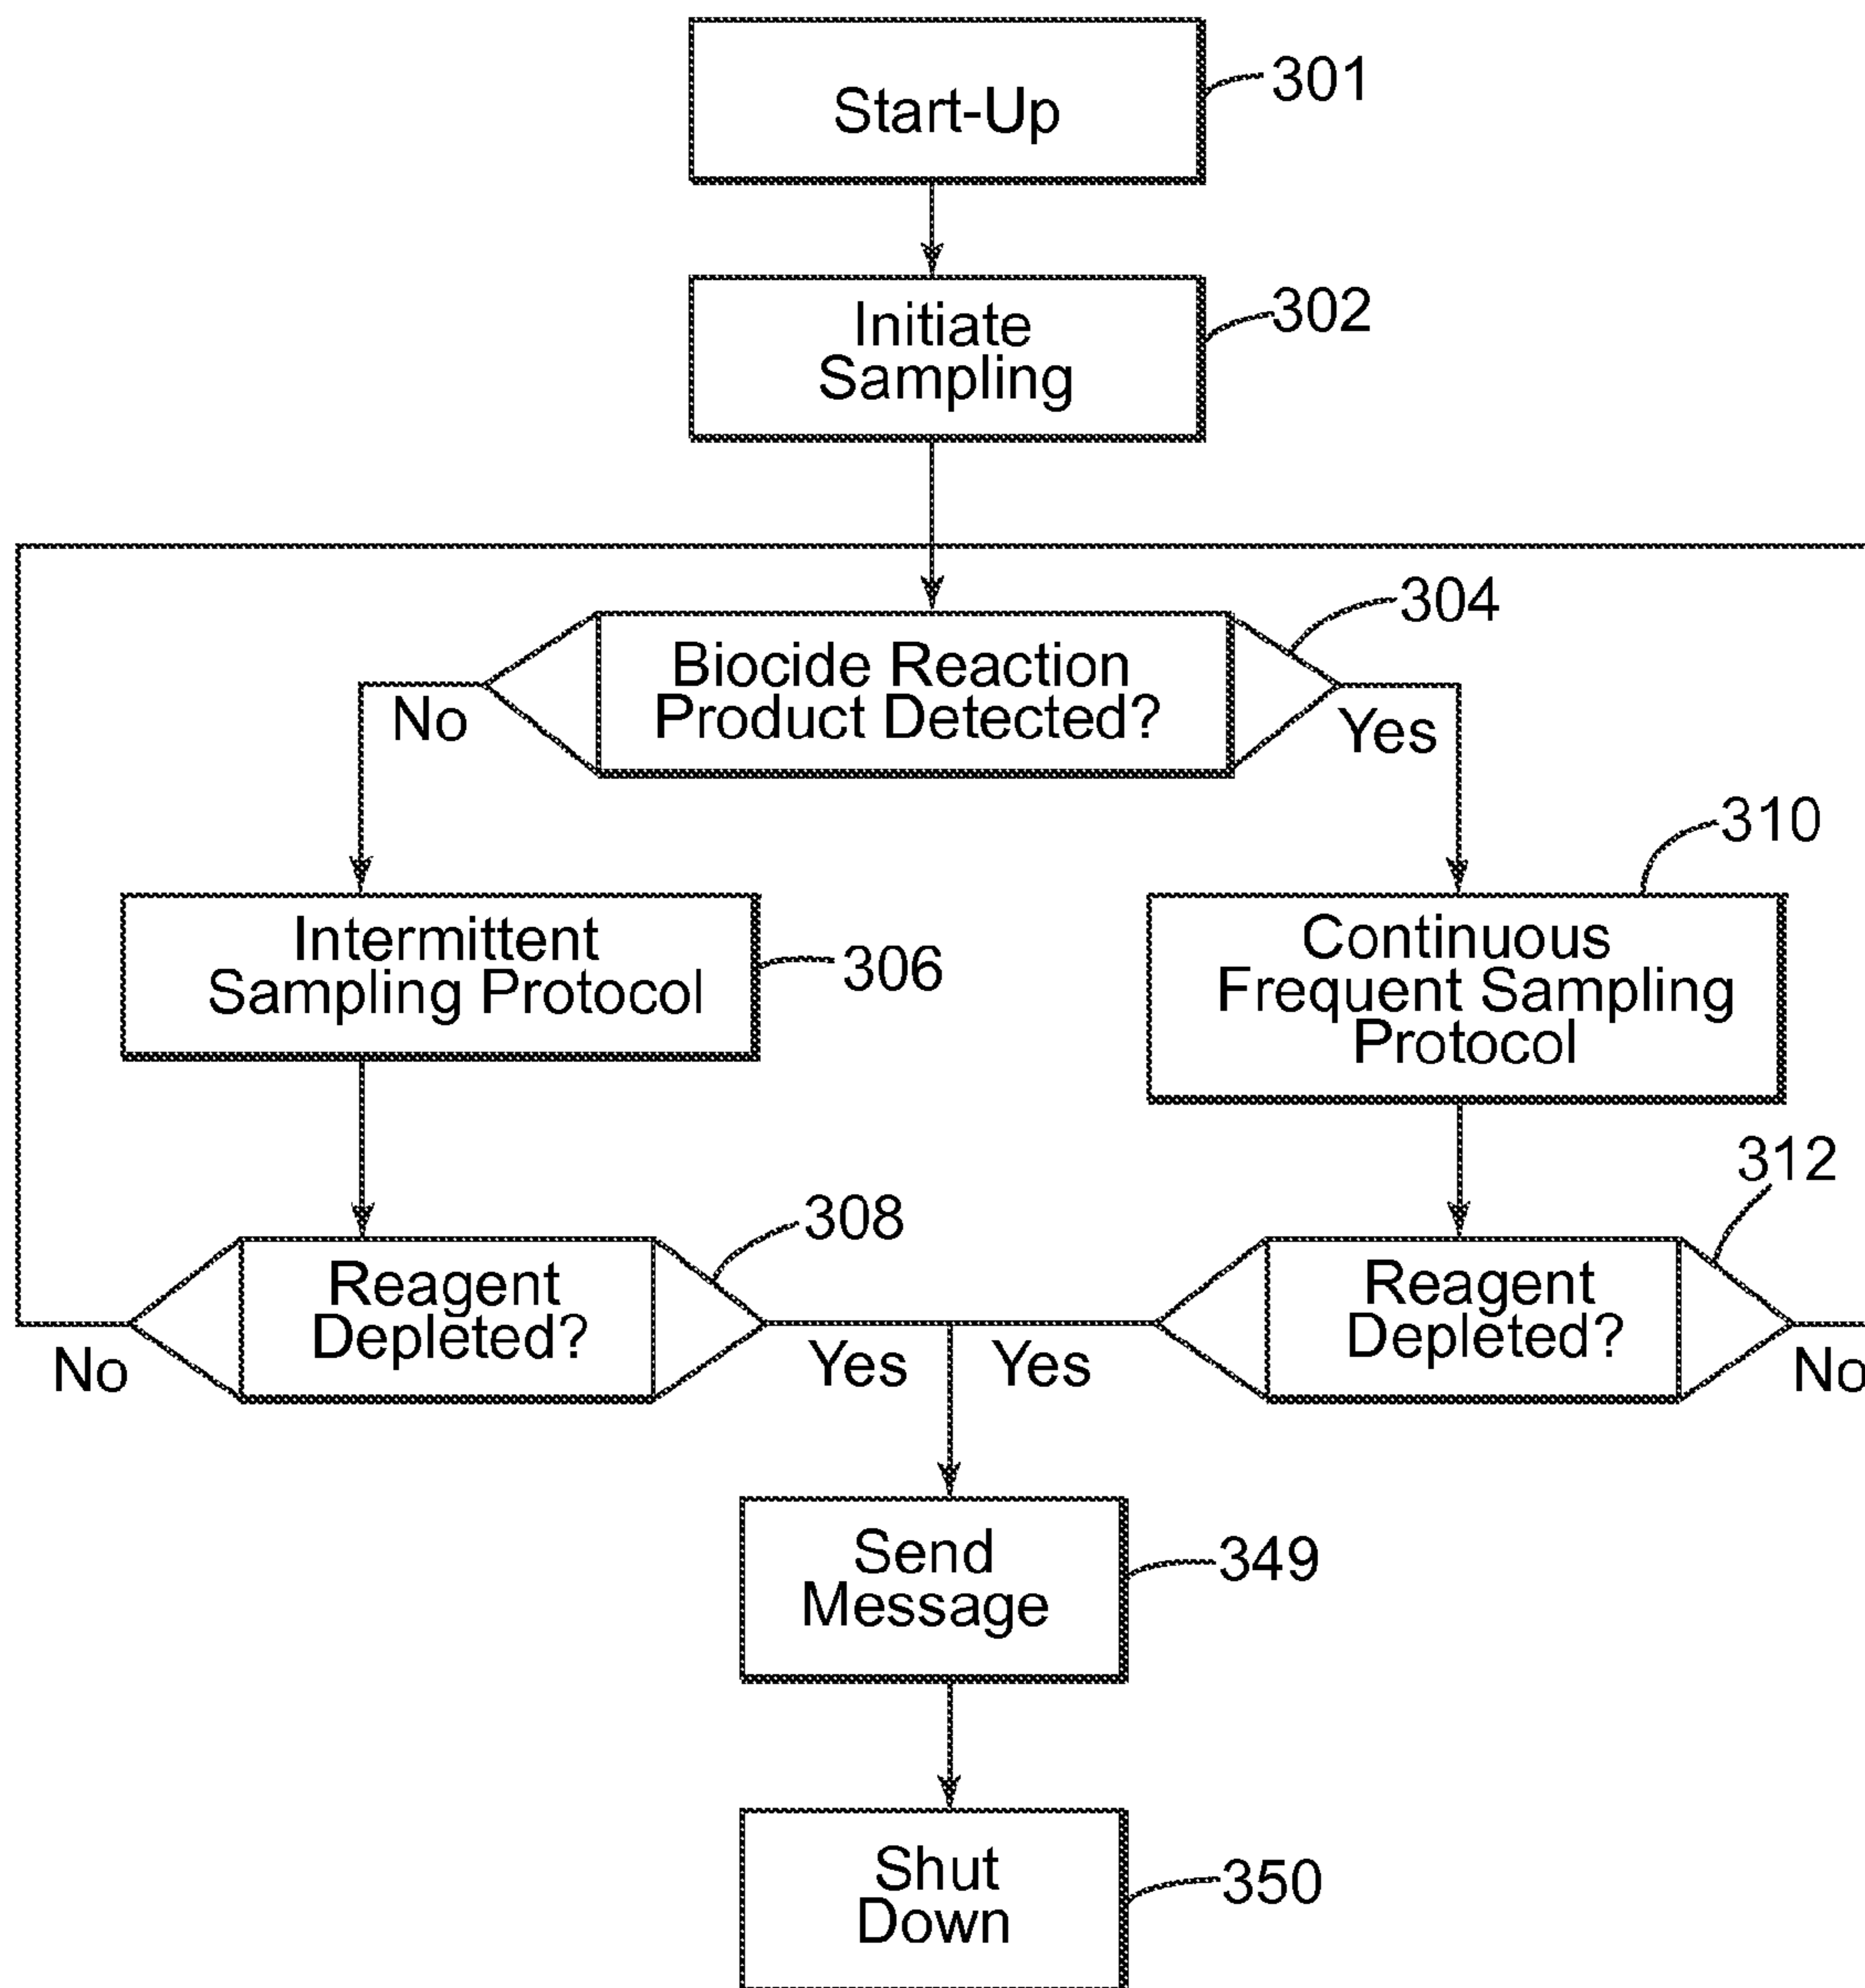 Start-Up
301
Initiate
Sampling
302
Biocide Reaction
Product Detected?
304
No
Yes
Intermittent
Sampling Protocol
306
Continuous
Frequent Sampling
Protocol
310
Reagent
Depleted?
308
Reagent
Depleted?
312
No
Yes
Yes
No
Send
Message
349
Shut
Down
350